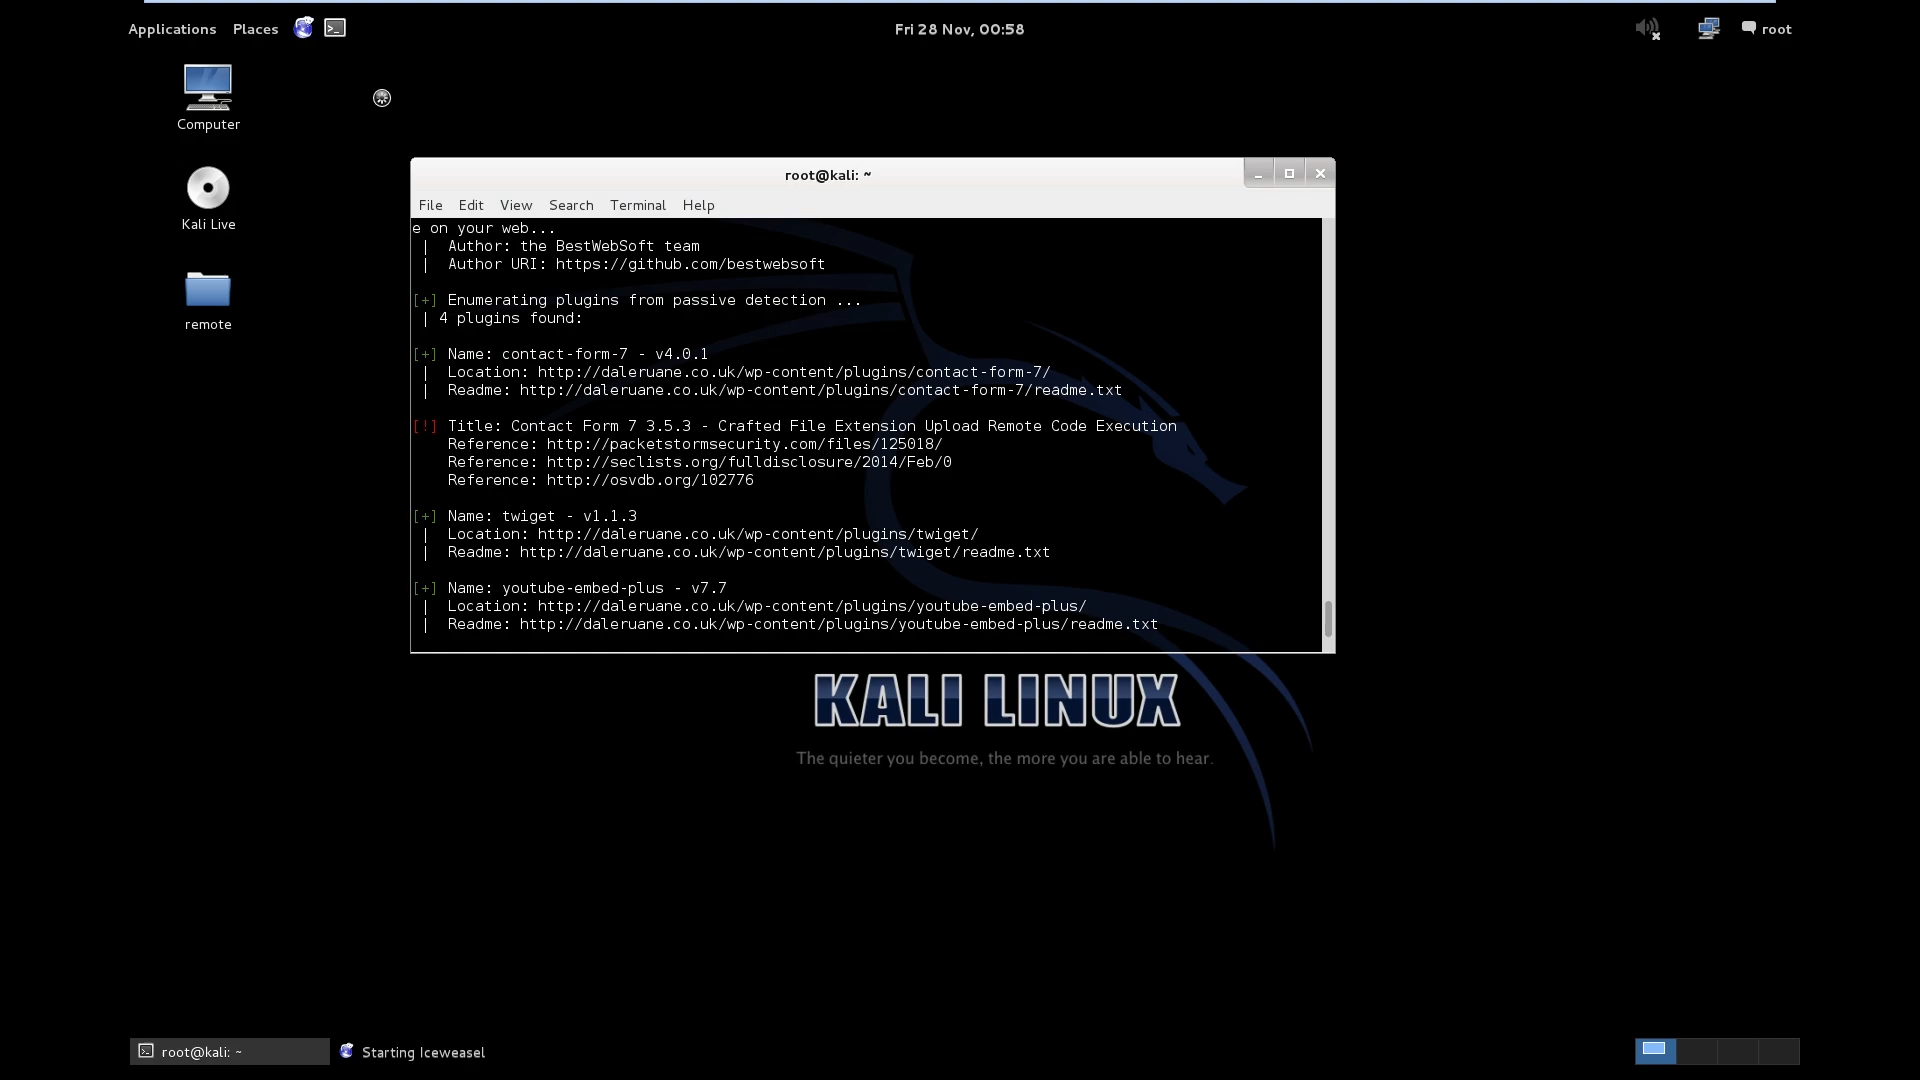 Applications Places
Fri 28 Nov, 00:58
root
Computer
Kali Live
remote
root@kali: ~
File Edit View Search Terminal Help
e on your web...
 |  Author: the BestWebSoft team
 |  Author URI: https://github.com/bestwebsoft
[+] Enumerating plugins from passive detection ...
 | 4 plugins found:
[+] Name: contact-form-7 - v4.0.1
 |  Location: http://daleruane.co.uk/wp-content/plugins/contact-form-7/
 |  Readme: http://daleruane.co.uk/wp-content/plugins/contact-form-7/readme.txt
[!] Title: Contact Form 7 3.5.3 - Crafted File Extension Upload Remote Code Execution
    Reference: http://packetstormsecurity.com/files/125018/
    Reference: http://seclists.org/fulldisclosure/2014/Feb/0
    Reference: http://osvdb.org/102776
[+] Name: twiget - v1.1.3
 |  Location: http://daleruane.co.uk/wp-content/plugins/twiget/
 |  Readme: http://daleruane.co.uk/wp-content/plugins/twiget/readme.txt
[+] Name: youtube-embed-plus - v7.7
 |  Location: http://daleruane.co.uk/wp-content/plugins/youtube-embed-plus/
 |  Readme: http://daleruane.co.uk/wp-content/plugins/youtube-embed-plus/readme.txt
KALI LINUX
The quieter you become, the more you are able to hear.
root@kali: ~
Starting Iceweasel